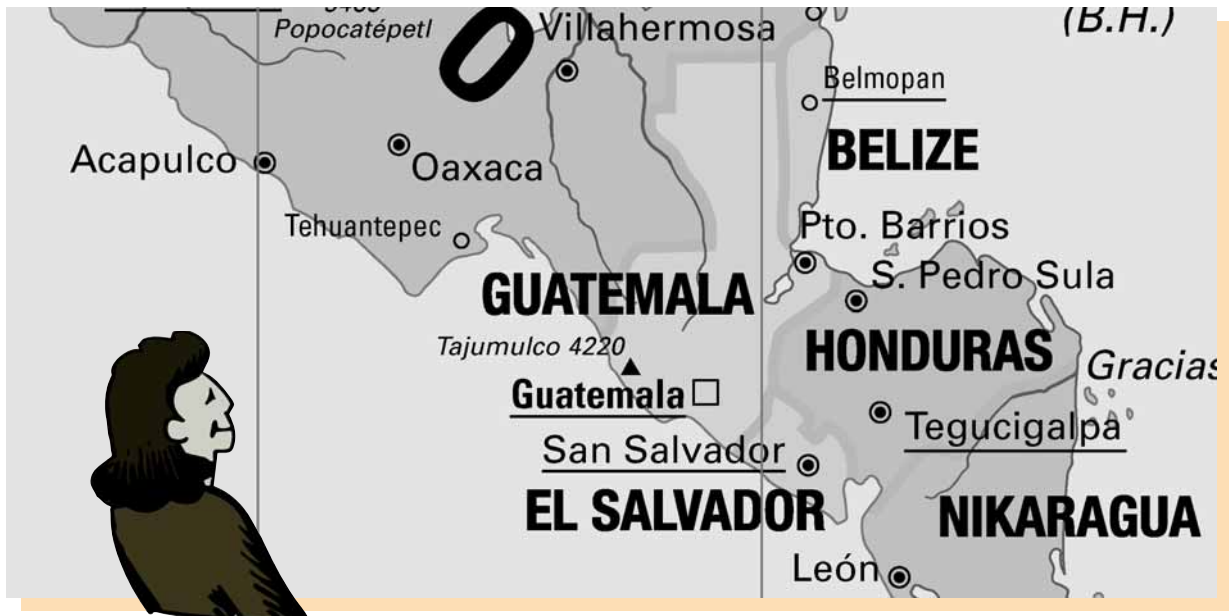 Popocatépetl
Villahermosa
(B.H.)
Belmopan
BELIZE
Acapulco
Oaxaca
Tehuantepec
Pto. Barrios
S. Pedro Sula
GUATEMALA
Tajumulco 4220
HONDURAS
Gracias
Guatemala
Tegucigalpa
San Salvador
EL SALVADOR
NIKARAGUA
León
O